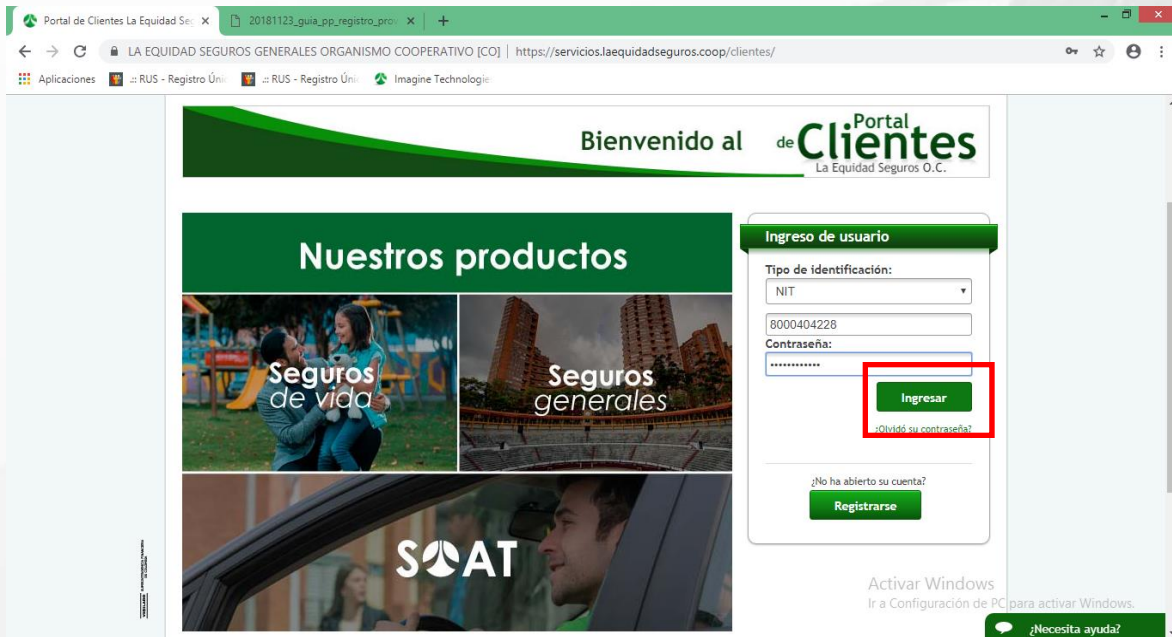 Portal de Clientes La Equidad Seg
20181123_guia_pp_registro_prov
LA EQUIDAD SEGUROS GENERALES ORGANISMO COOPERATIVO [CO] | https://servicios.laequidadseguros.coop/clientes/
Aplicaciones .:: RUS - Registro Úni .:: RUS - Registro Úni Imagine Technologie
Bienvenido al
Portal
de Clientes
La Equidad Seguros O.C.
Nuestros productos
Seguros
de vida
Seguros
generales
SOAT
Ingreso de usuario
Tipo de identificación:
NIT
8000404228
Contraseña:
••••••••••••
Ingresar
¿Olvidó su contraseña?
¿No ha abierto su cuenta?
Registrarse
Activar Windows
Ir a Configuración de PC para activar Windows.
¿Necesita ayuda?